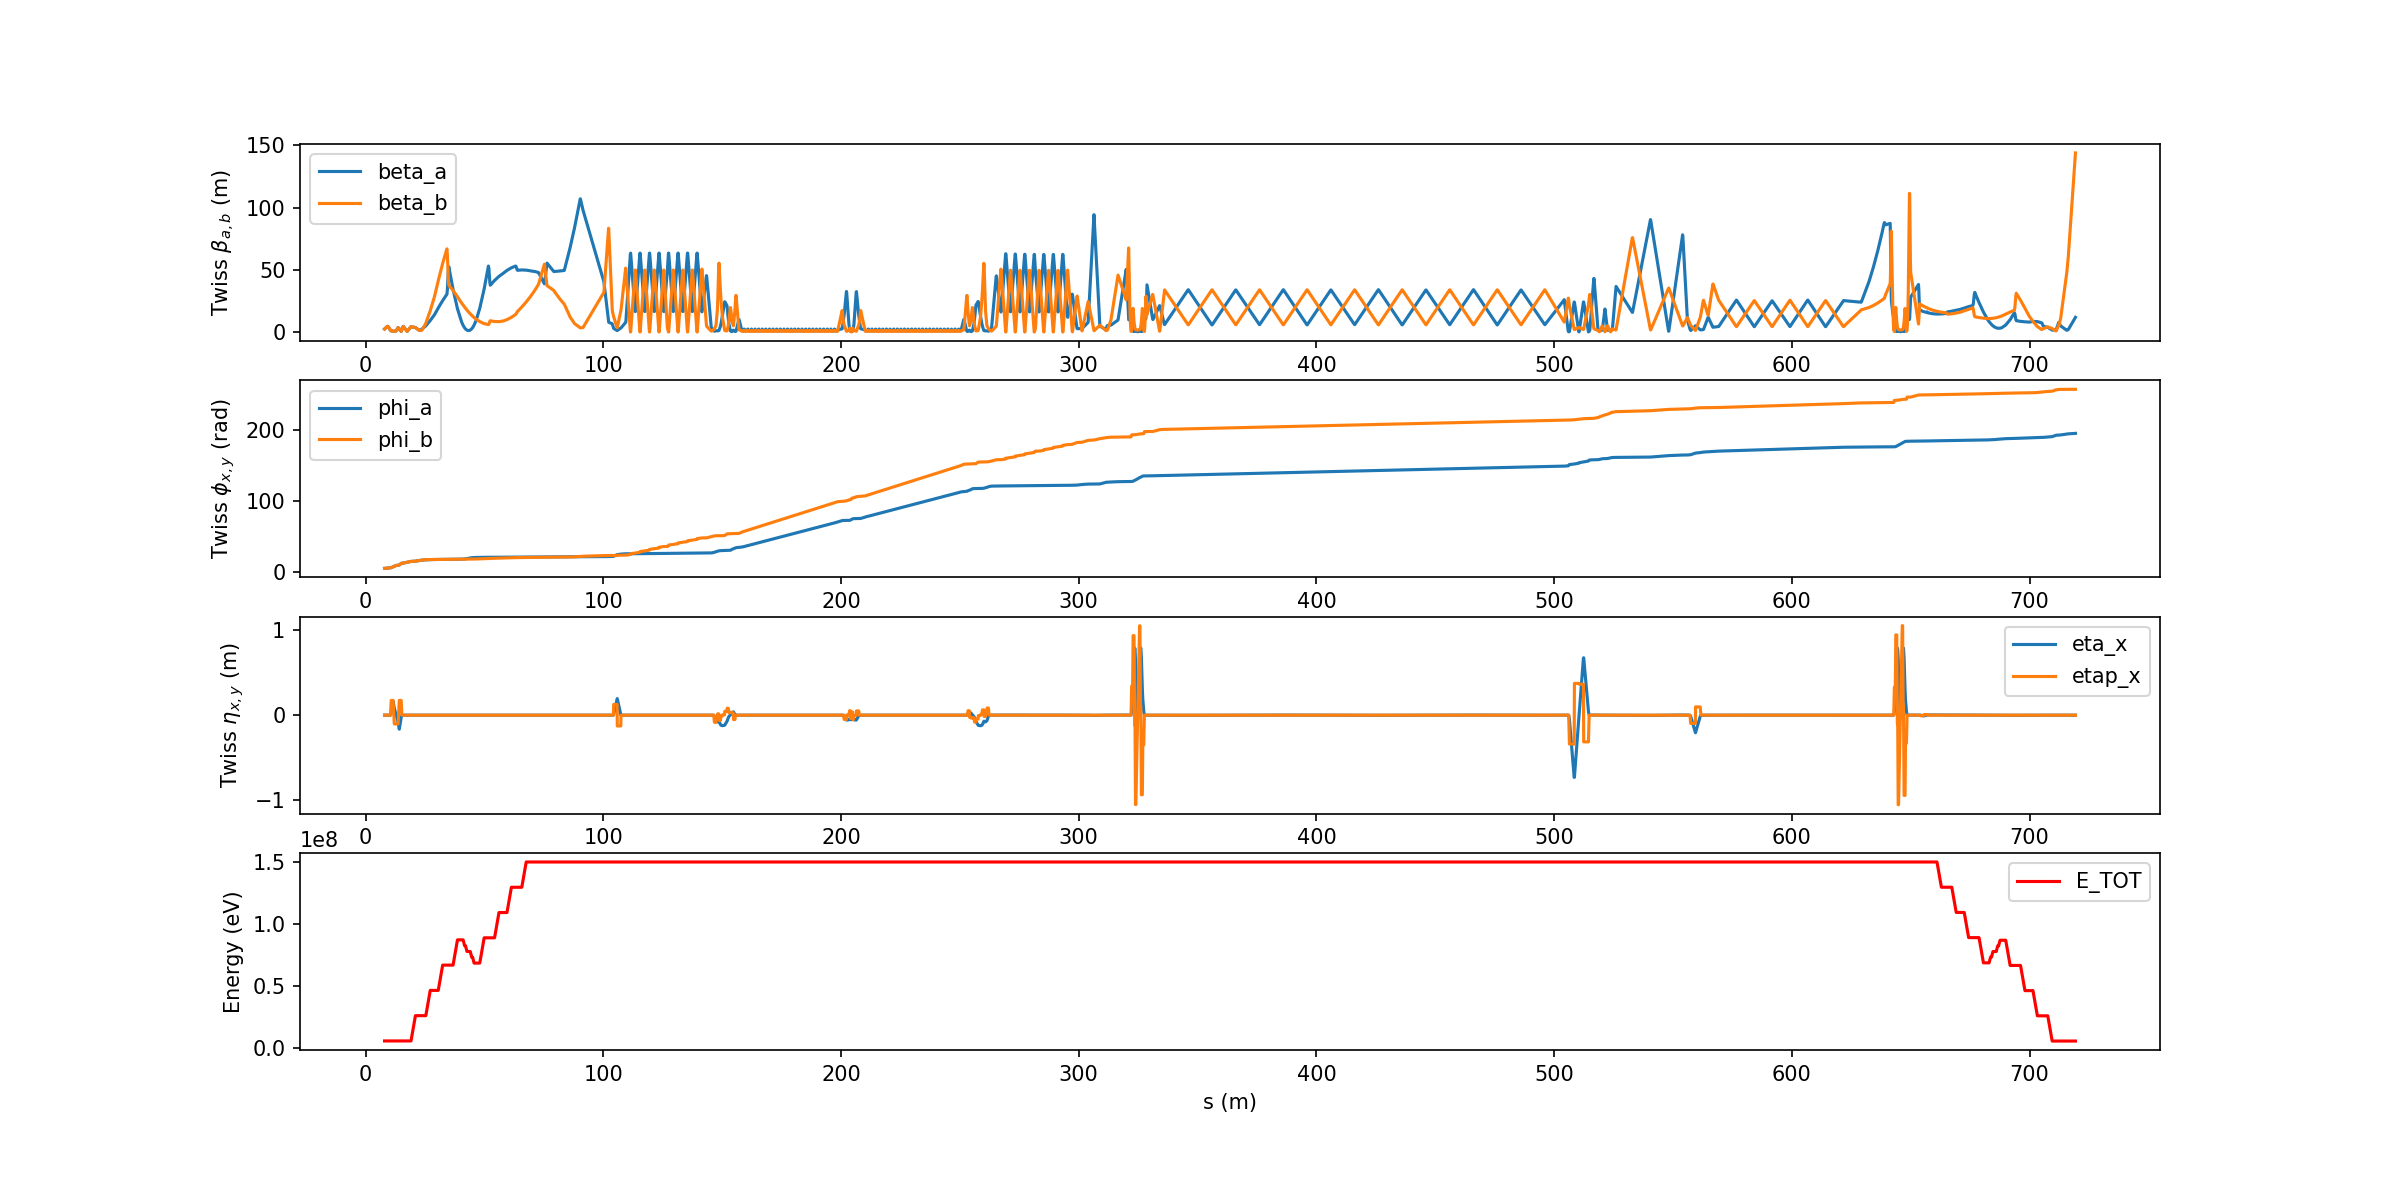 Twiss βa,b (m)
150
100
50
0
beta_a
beta_b
0 100 200 300 400 500 600 700
Twiss ϕx,y (rad)
200
100
0
phi_a
phi_b
0 100 200 300 400 500 600 700
Twiss ηx,y (m)
1
0
−1
eta_x
etap_x
0 100 200 300 400 500 600 700
1e8
Energy (eV)
1.5
1.0
0.5
0.0
E_TOT
0 100 200 300 400 500 600 700
s (m)